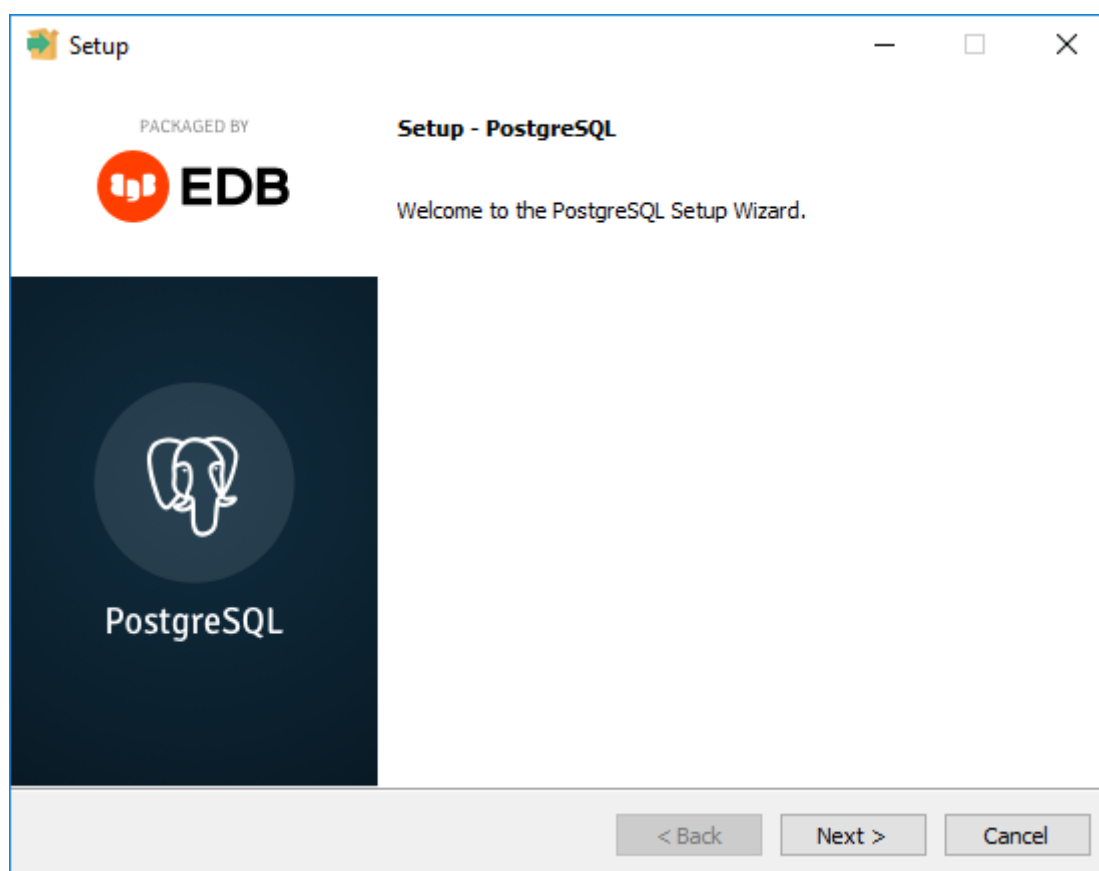 Setup
PACKAGED BY
EDB
Setup - PostgreSQL
Welcome to the PostgreSQL Setup Wizard.
PostgreSQL
< Back
Next >
Cancel